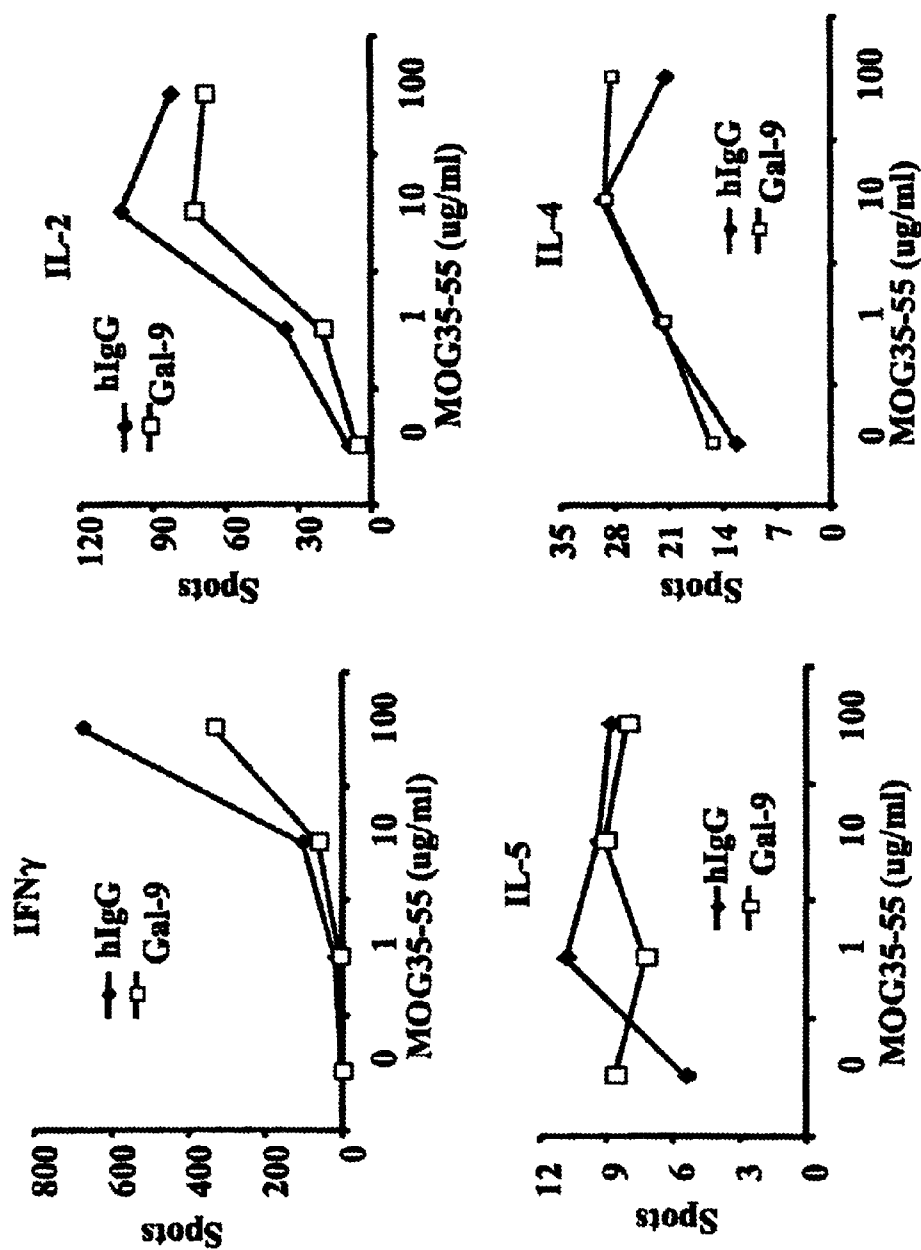 IFNγ
hIgG
Gal-9
Spots
800
600
400
200
0
0 1 10 100
MOG35-55 (ug/ml)
IL-2
hIgG
Gal-9
Spots
120
90
60
30
0
0 1 10 100
MOG35-55 (ug/ml)
IL-5
Spots
12
9
6
3
0
hIgG
Gal-9
0 1 10 100
MOG35-55 (ug/ml)
IL-4
Spots
35
28
21
14
7
0
hIgG
Gal-9
0 1 10 100
MOG35-55 (ug/ml)